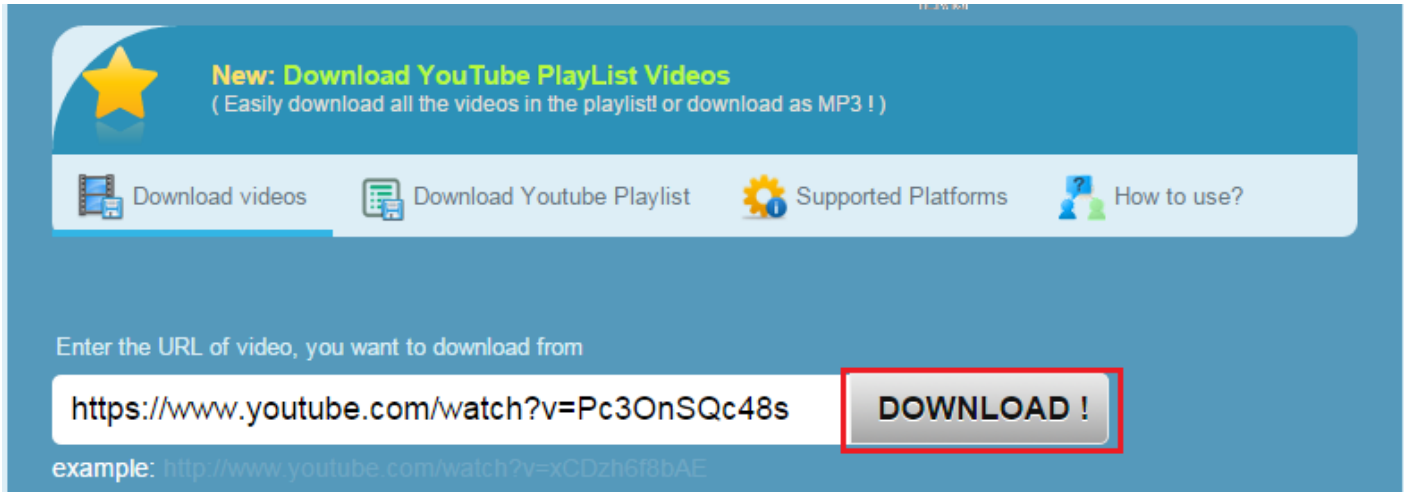 New: Download YouTube PlayList Videos
( Easily download all the videos in the playlist! or download as MP3 ! )
Download videos
Download Youtube Playlist
Supported Platforms
How to use?
Enter the URL of video, you want to download from
https://www.youtube.com/watch?v=Pc3OnSQc48s
DOWNLOAD !
example: http://www.youtube.com/watch?v=xCDzh6f8bAE